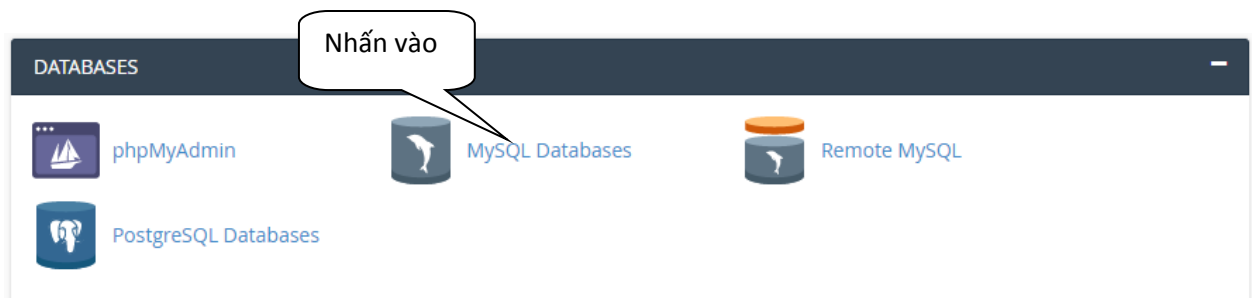 Nhấn vào
DATABASES
phpMyAdmin
MySQL Databases
Remote MySQL
PostgreSQL Databases